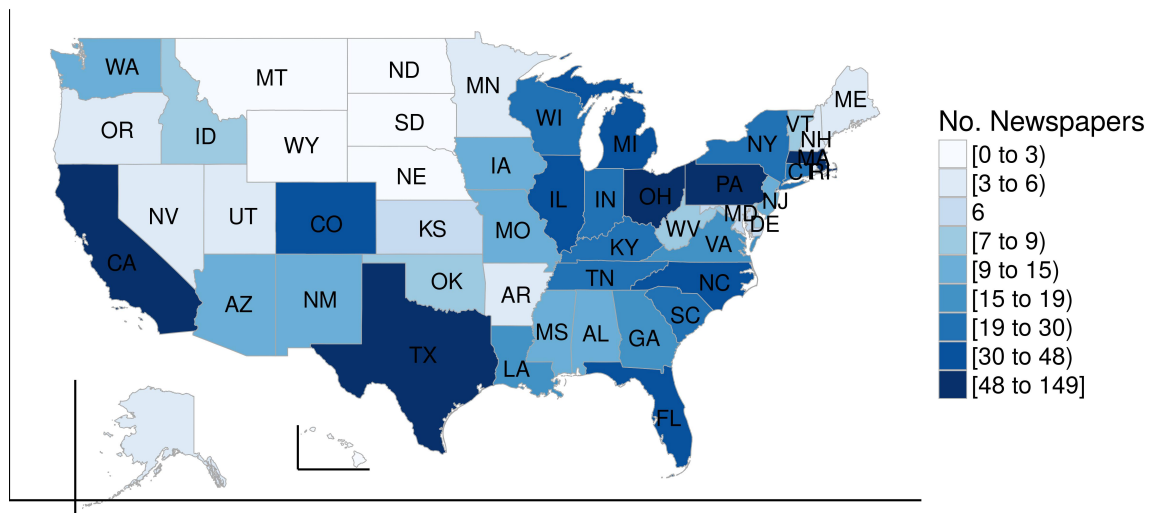 WA
MT
ND
MN
ME
OR
ID
SD
WI
VT
NH
WY
MI
NY
MA
CT
RI
NE
IA
PA
NV
UT
CO
IL
IN
OH
NJ
MD
DE
KS
MO
WV
VA
CA
KY
OK
TN
NC
AZ
NM
AR
SC
MS
AL
GA
TX
LA
FL
No. Newspapers
[0 to 3)
[3 to 6)
6
[7 to 9)
[9 to 15)
[15 to 19)
[19 to 30)
[30 to 48)
[48 to 149]